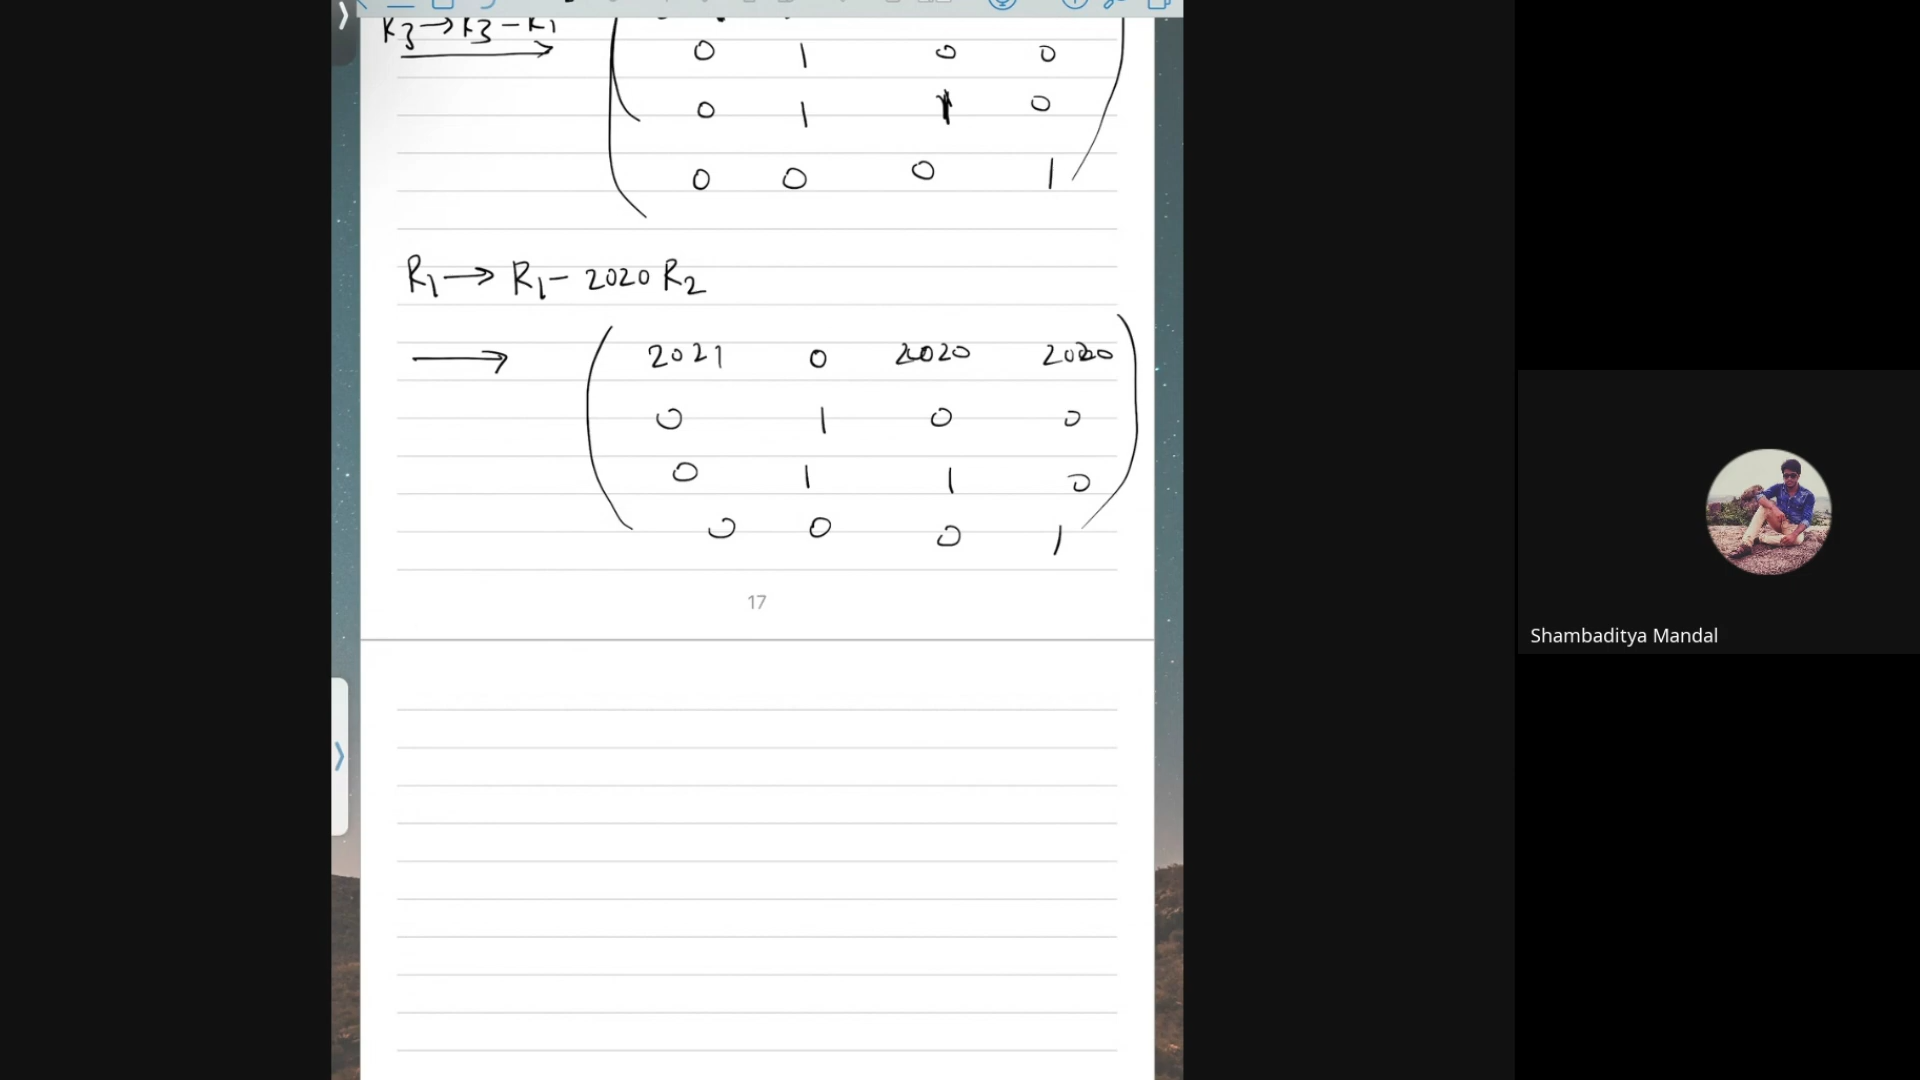 R3 → R3 - R1
0 1 0 0
0 1 1 0
0 0 0 1
R1 → R1 - 2020 R2
→ 2021 0 2020 2020
0 1 0 0
0 1 1 0
0 0 0 1
17
Shambaditya Mandal